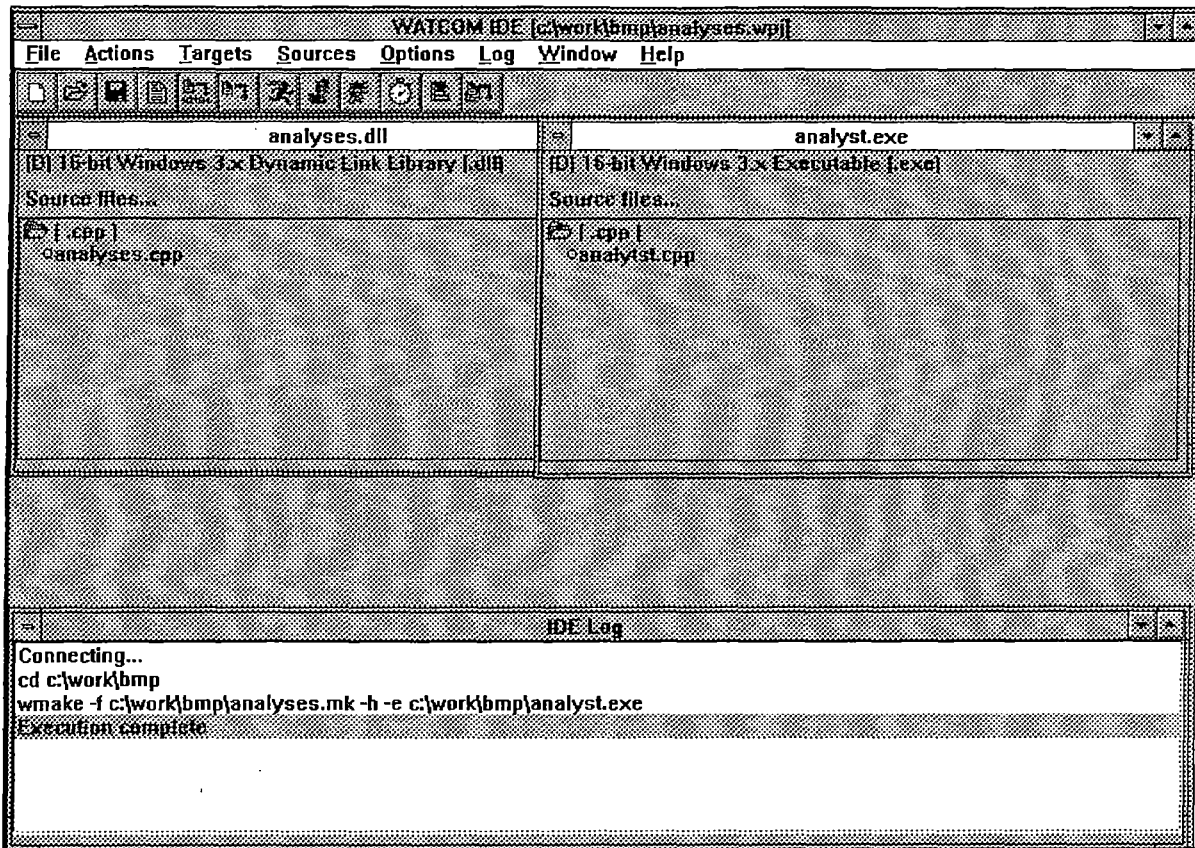 WATCOM IDE [c:\work\bmp\analyses.wpj]
File Actions Targets Sources Options Log Window Help
analyses.dll
[D] 16-bit Windows 3.x Dynamic Link Library [.dll]
Source files...
[ .cpp ]
analyses.cpp
analyst.exe
[D] 16-bit Windows 3.x Executable [.exe]
Source files...
[ .cpp ]
analyist.cpp
IDE Log
Connecting...
cd c:\work\bmp
wmake -f c:\work\bmp\analyses.mk -h -e c:\work\bmp\analyst.exe
Execution complete